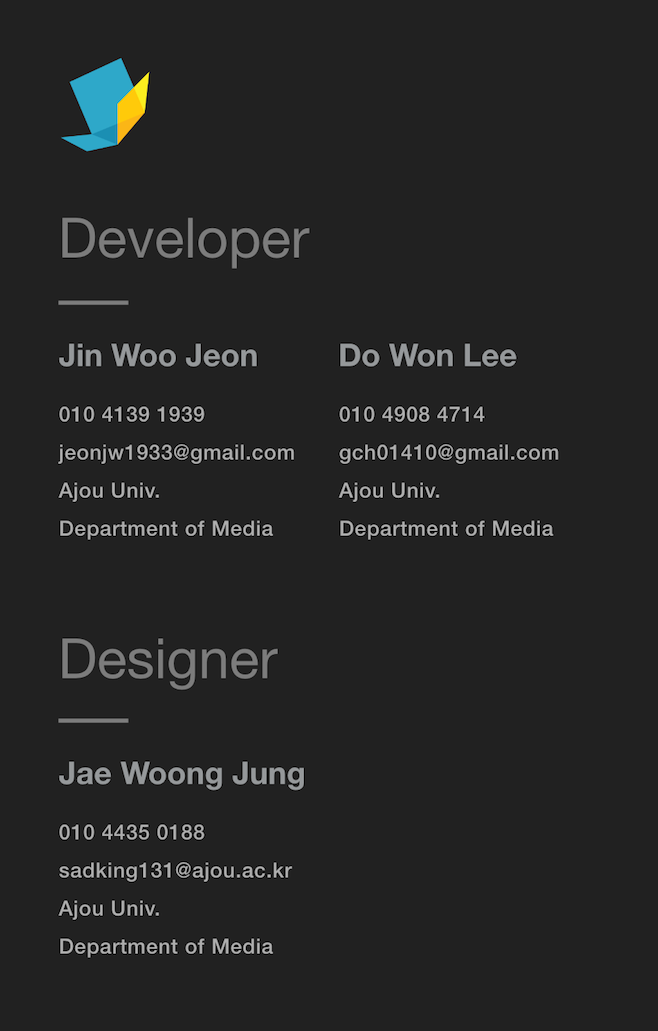 Developer
Jin Woo Jeon
010 4139 1939
jeonjw1933@gmail.com
Ajou Univ.
Department of Media
Do Won Lee
010 4908 4714
gch01410@gmail.com
Ajou Univ.
Department of Media
Designer
Jae Woong Jung
010 4435 0188
sadking131@ajou.ac.kr
Ajou Univ.
Department of Media